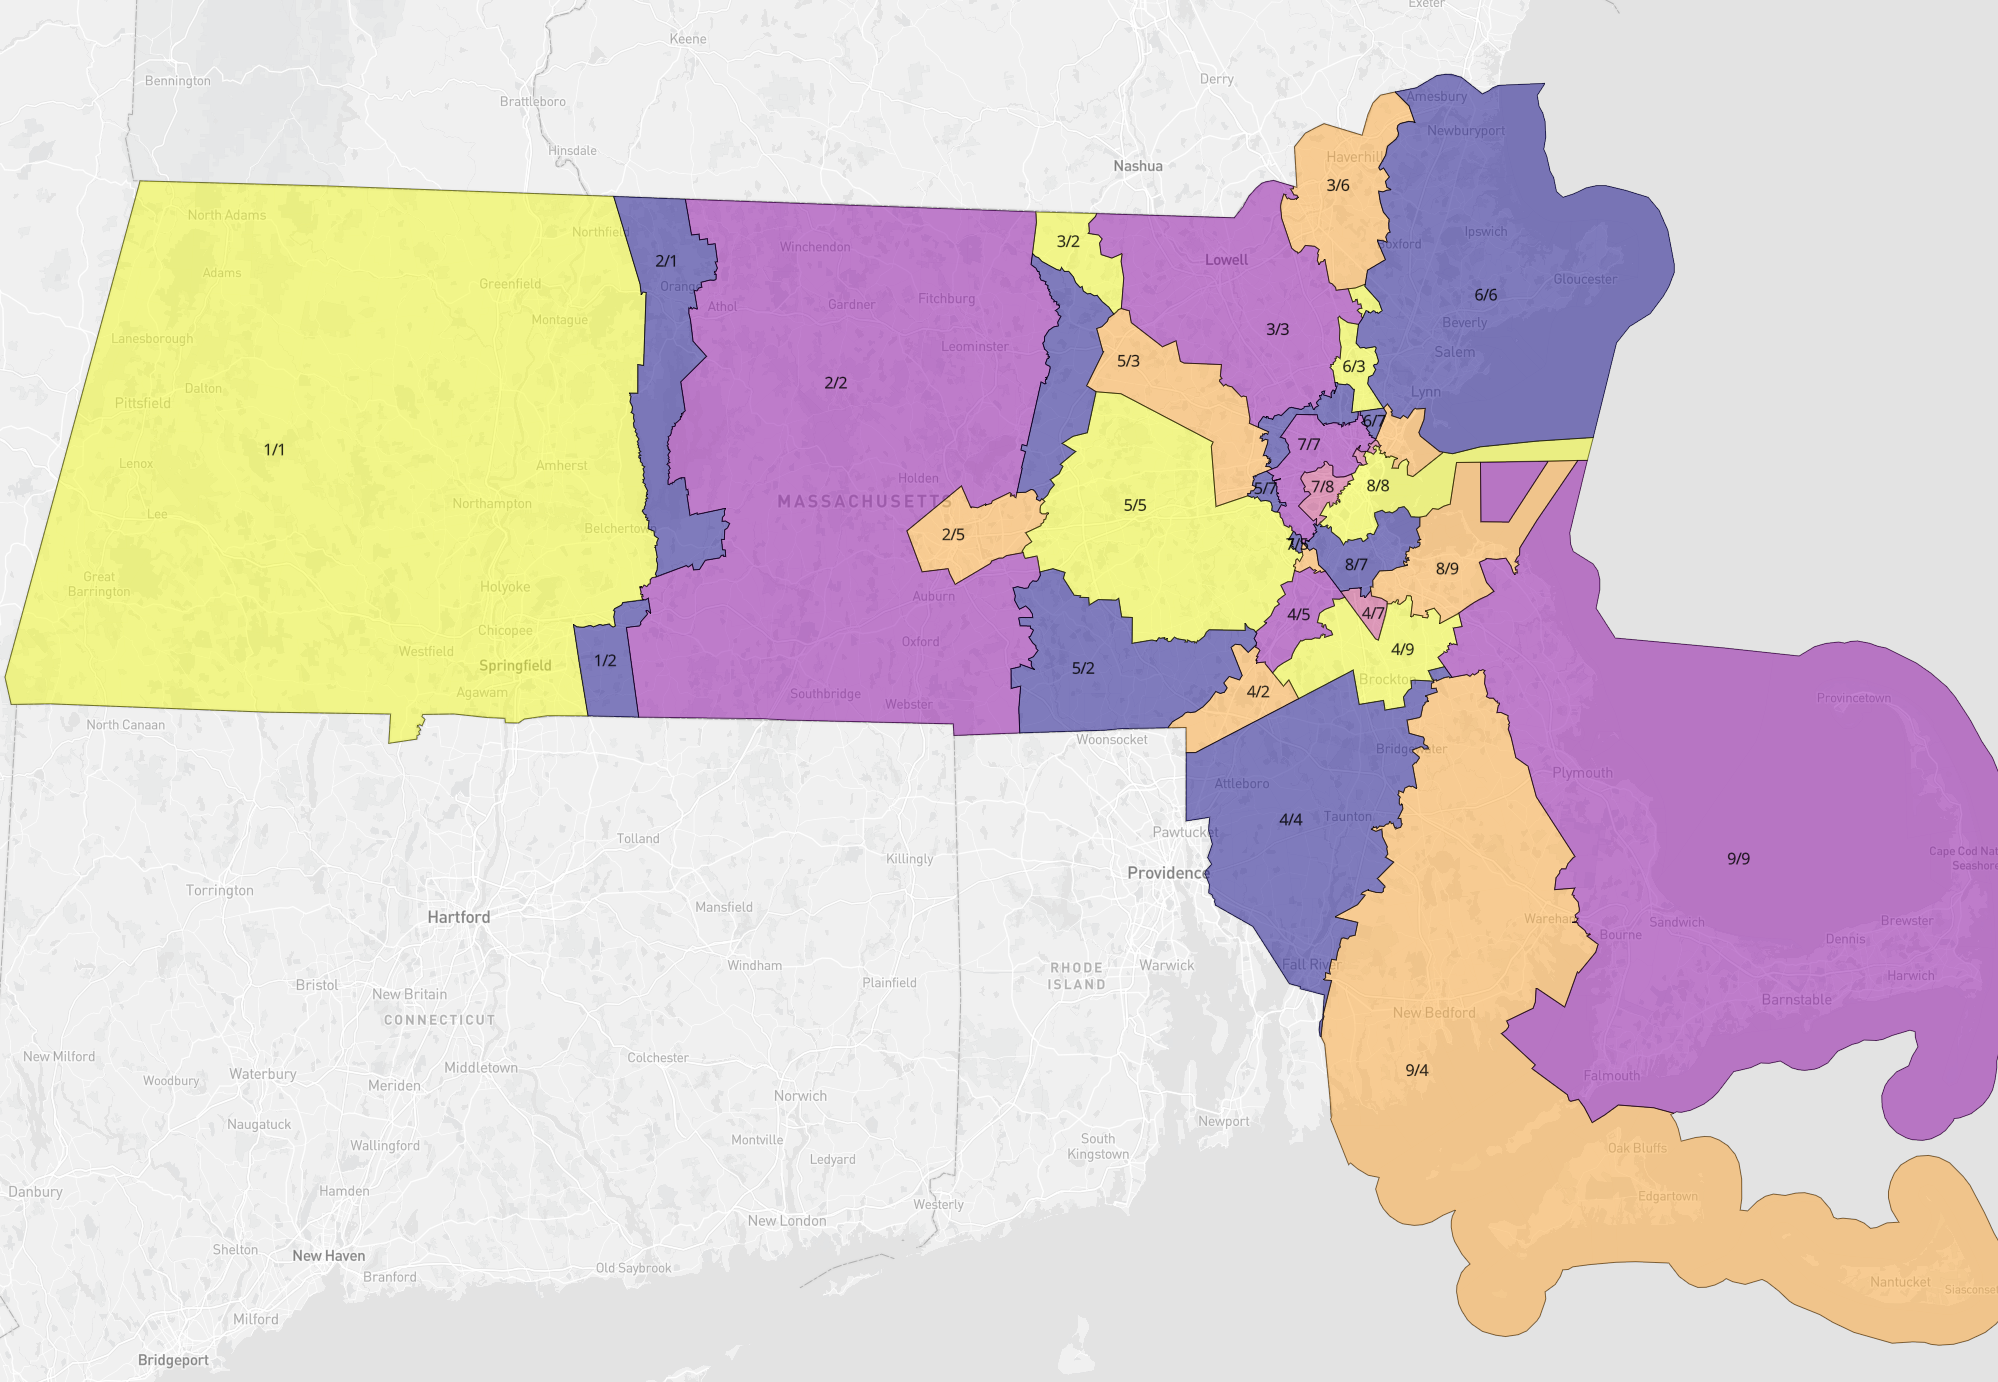 Exeter
Keene
Bennington
Derry
Brattleboro
Amesbury
Newburyport
Hinsdale
Nashua
Haverhill
3/6
North Adams
Northfield
Winchendon
3/2
Ipswich
2/1
Lowell
Adams
Greenfield
Orange
Gloucester
6/6
Athol
Gardner
Fitchburg
Montague
Beverly
3/3
Lanesborough
Leominster
Salem
5/3
6/3
2/2
Dalton
Lynn
Pittsfield
6/7
1/1
7/7
Lenox
Amherst
Holden
7/8
8/8
5/7
Northampton
MASSACHUSETTS
5/5
Lee
Belchertown
2/5
8/7
8/9
Great
Barrington
Holyoke
Auburn
4/5
4/7
Chicopee
Oxford
Westfield
4/9
1/2
Springfield
5/2
Brockton
Agawam
Southbridge
4/2
Webster
Provincetown
North Canaan
Woonsocket
Bridgewater
Plymouth
Attleboro
4/4
Taunton
Pawtucket
Tolland
Killingly
9/9
Cape Cod Nat
Seashore
Providence
Torrington
Mansfield
Hartford
Wareham
Sandwich
Brewster
Bourne
Dennis
Windham
Warwick
Fall River
RHODE
ISLAND
Harwich
Plainfield
Bristol
New Britain
Barnstable
CONNECTICUT
New Bedford
New Milford
Colchester
Middletown
Waterbury
9/4
Falmouth
Woodbury
Meriden
Norwich
Naugatuck
Newport
Wallingford
Montville
South
Kingstown
Oak Bluffs
Ledyard
Danbury
Hamden
Edgartown
Westerly
New London
Shelton
New Haven
Old Saybrook
Branford
Nantucket
Siasconset
Milford
Bridgeport